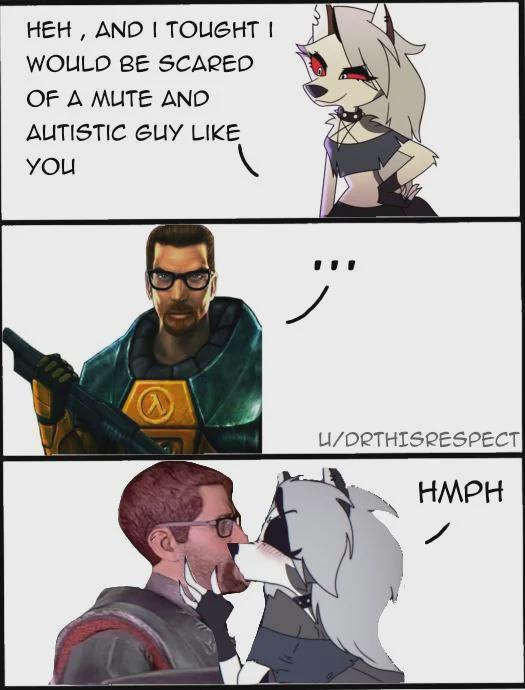 HEH , AND I TOUGHT I
WOULD BE SCARED
OF A MUTE AND
AUTISTIC GUY LIKE
YOU
...
U/DRTHISRESPECT
HMPH